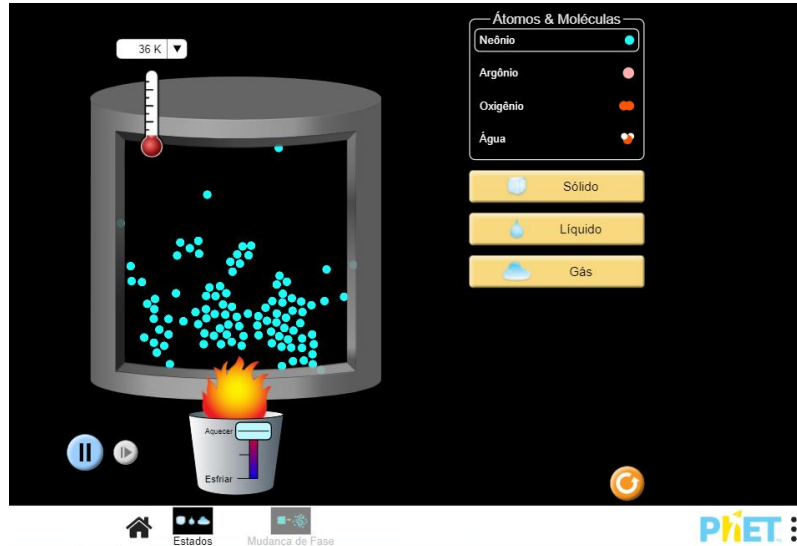 36 K
Átomos & Moléculas
Neônio
Argônio
Oxigênio
Água
Sólido
Líquido
Gás
Aquecer
Esfriar
Estados
Mudança de Fase
PhET